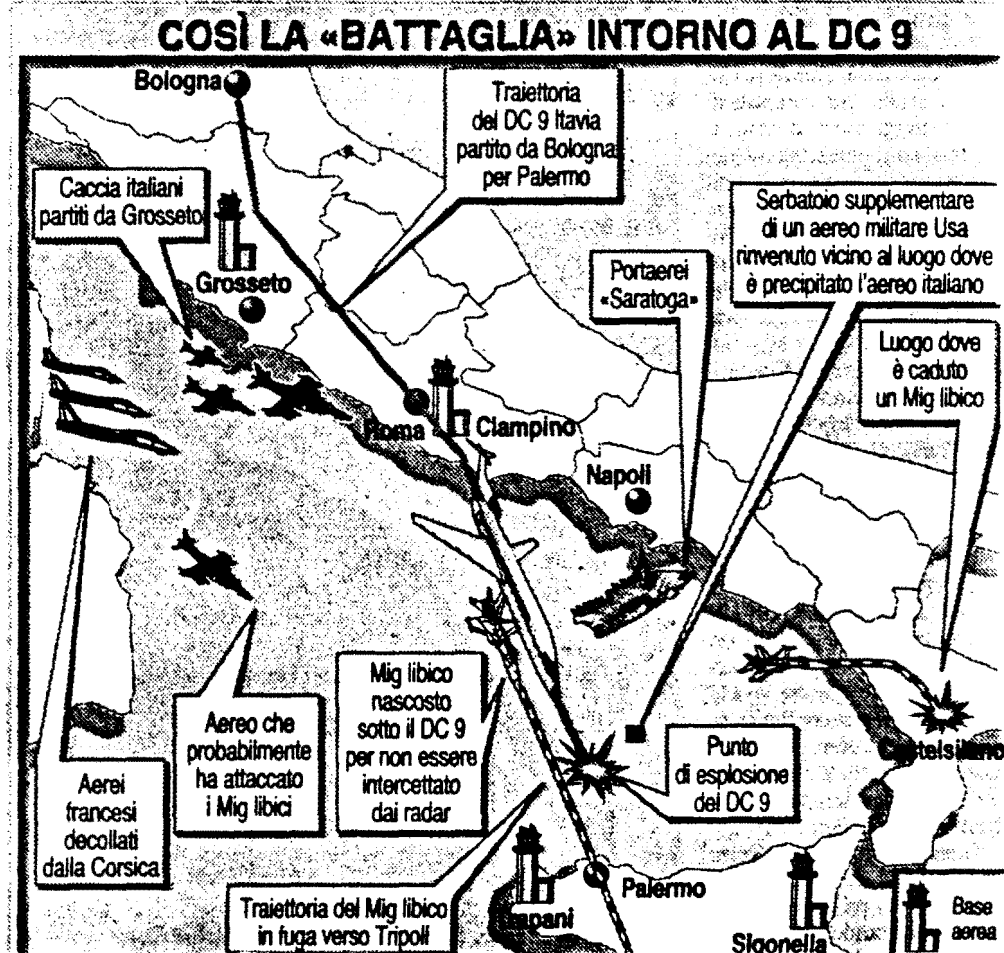 COSÌ LA «BATTAGLIA» INTORNO AL DC 9
Bologna
Traiettoria
del DC 9 Itavia
partito da Bologna
per Palermo
Caccia italiani
partiti da Grosseto
Grosseto
Serbatoio supplementare
di un aereo militare Usa
rinvenuto vicino al luogo dove
è precipitato l'aereo italiano
Portaerei
«Saratoga»
Luogo dove
è caduto
un Mig libico
Roma
Ciampino
Napoli
Mig libico
nascosto
sotto il DC 9
per non essere
intercettato
dai radar
Aereo che
probabilmente
ha attaccato
i Mig libici
Aerei
francesi
decollati
dalla Corsica
Punto
di esplosione
del DC 9
Castelsilano
Traiettoria del Mig libico
in fuga verso Tripoli
Trapani
Palermo
Sigonella
Base
aerea